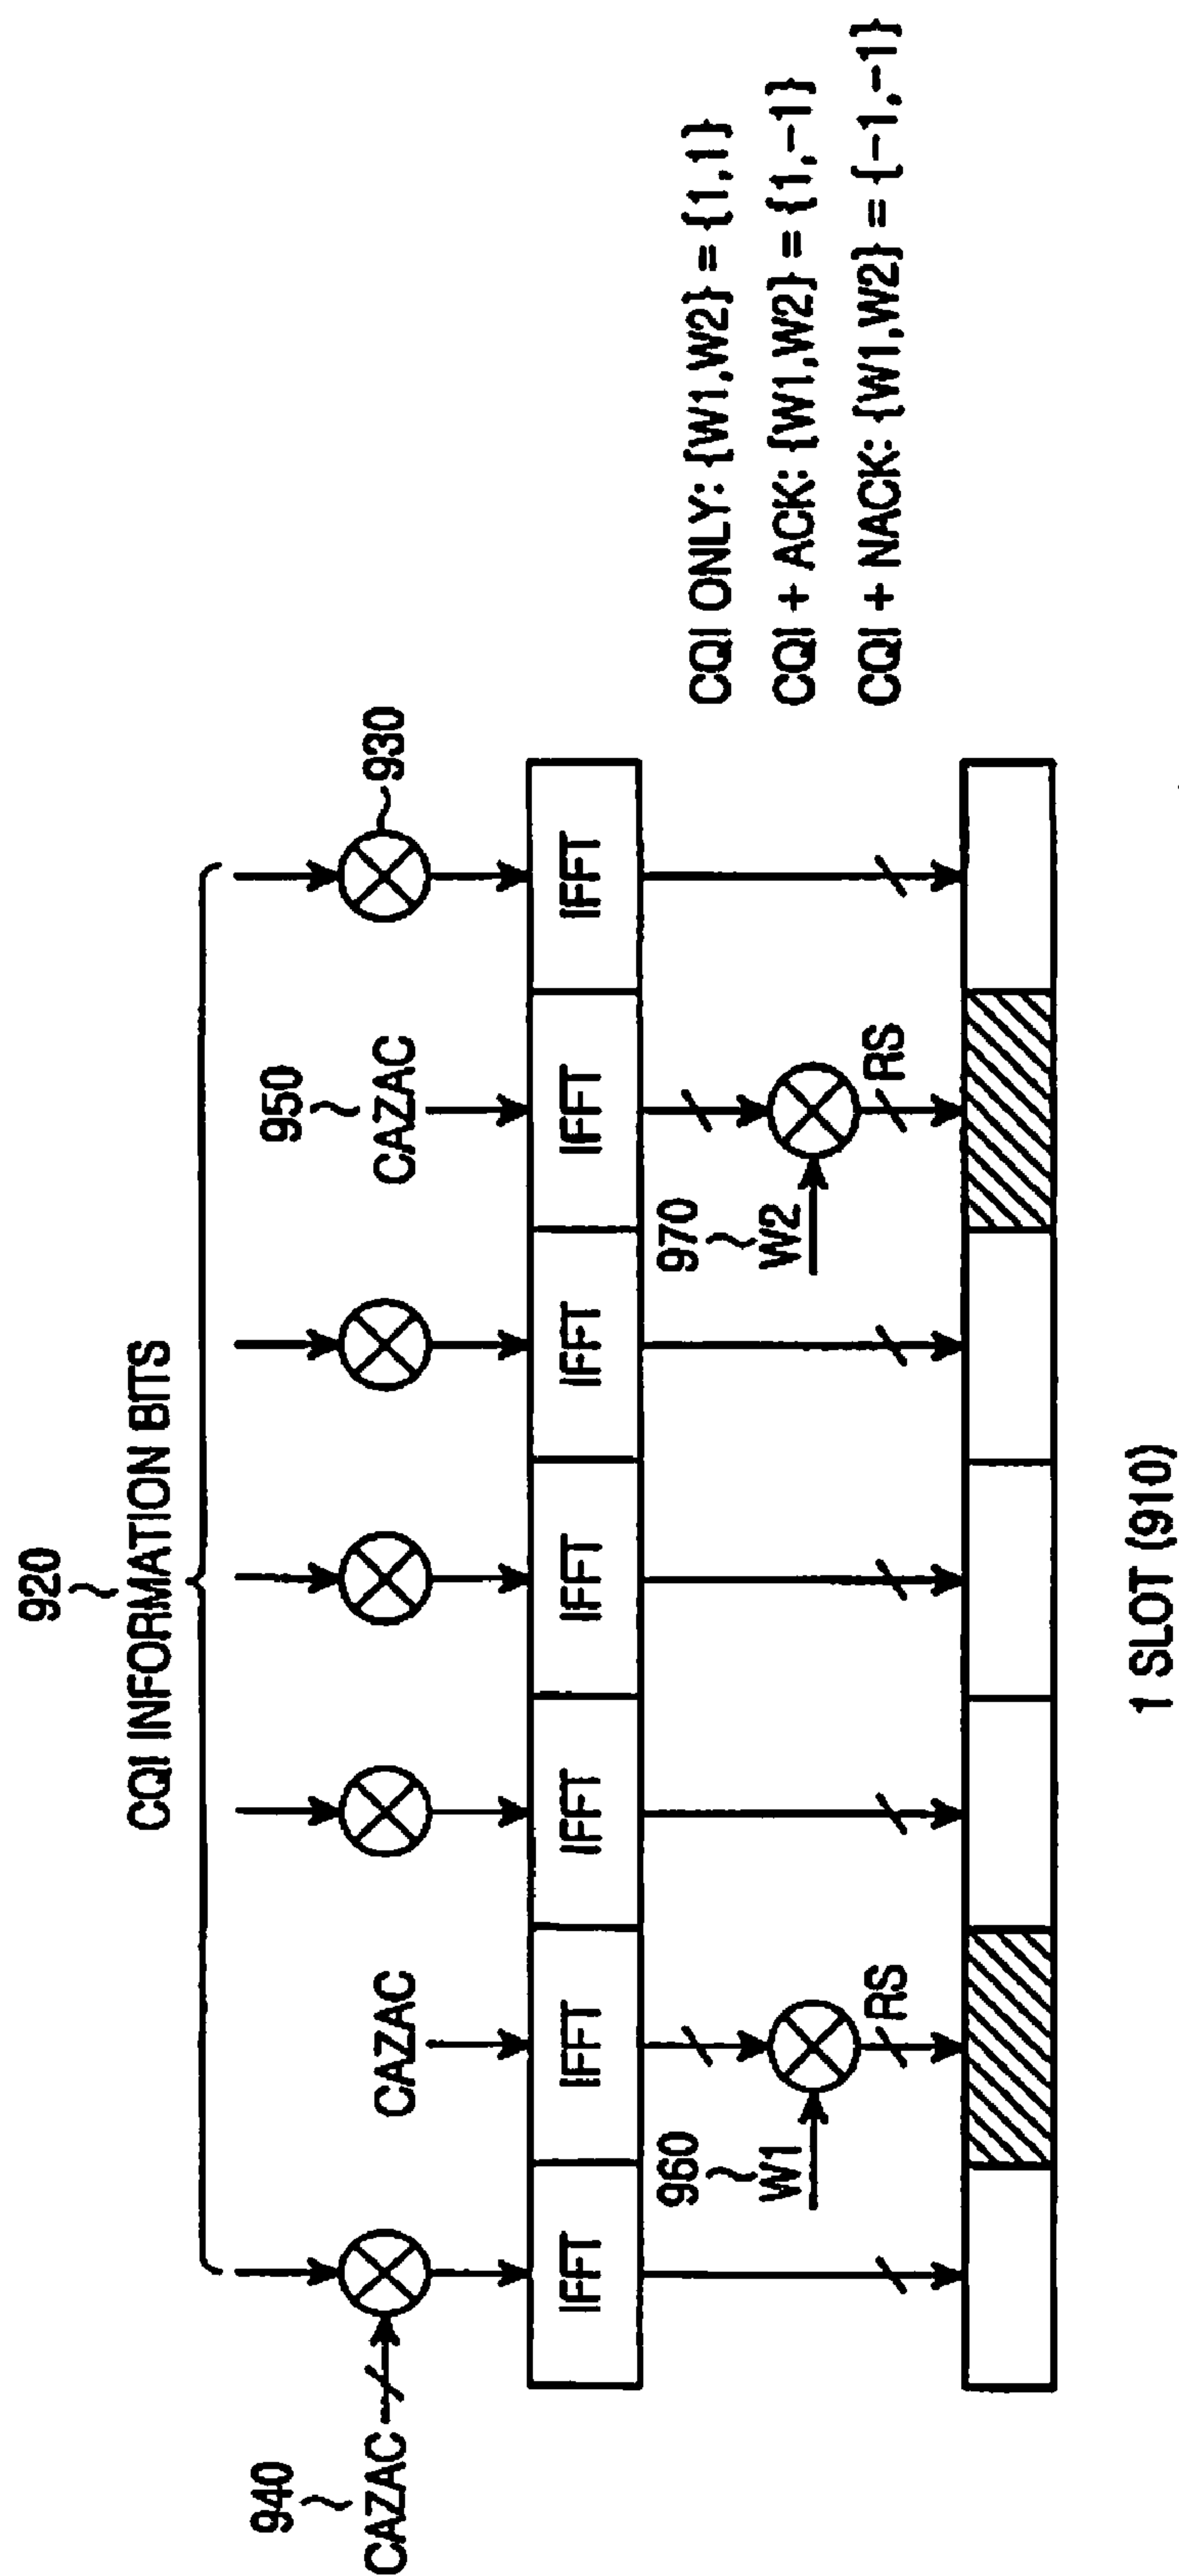 920
CQI INFORMATION BITS
940
CAZAC
CAZAC
950
CAZAC
930
IFFT
IFFT
IFFT
IFFT
IFFT
IFFT
IFFT
960
W1
RS
970
W2
RS
CQI ONLY: {W1,W2} = {1,1}
CQI + ACK: {W1,W2} = {1,-1}
CQI + NACK: {W1,W2} = {-1,-1}
1 SLOT (910)